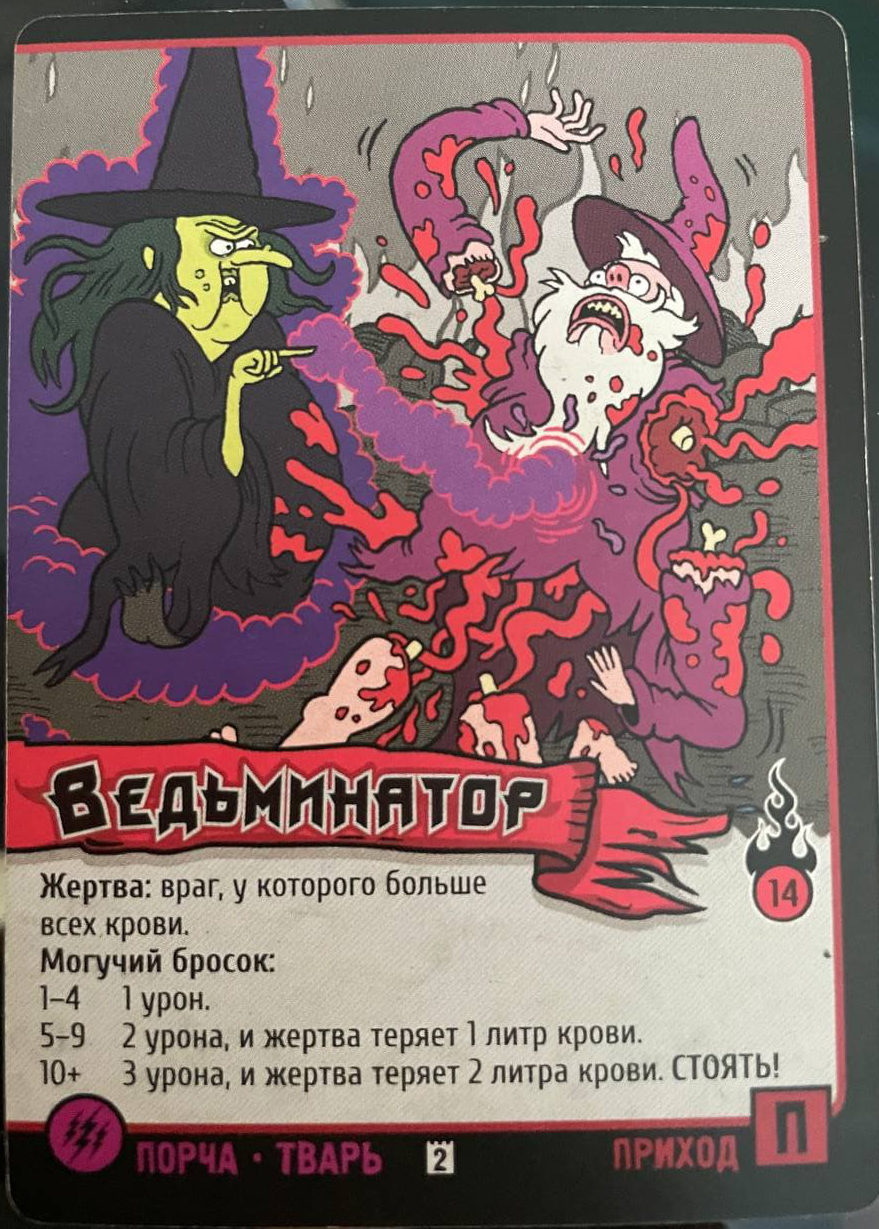 Ведьминатор
14
Жертва: враг, у которого больше
всех крови.
Могучий бросок:
1–4 1 урон.
5–9 2 урона, и жертва теряет 1 литр крови.
10+ 3 урона, и жертва теряет 2 литра крови. СТОЯТЬ!
ПОРЧА · ТВАРЬ 2 ПРИХОД П